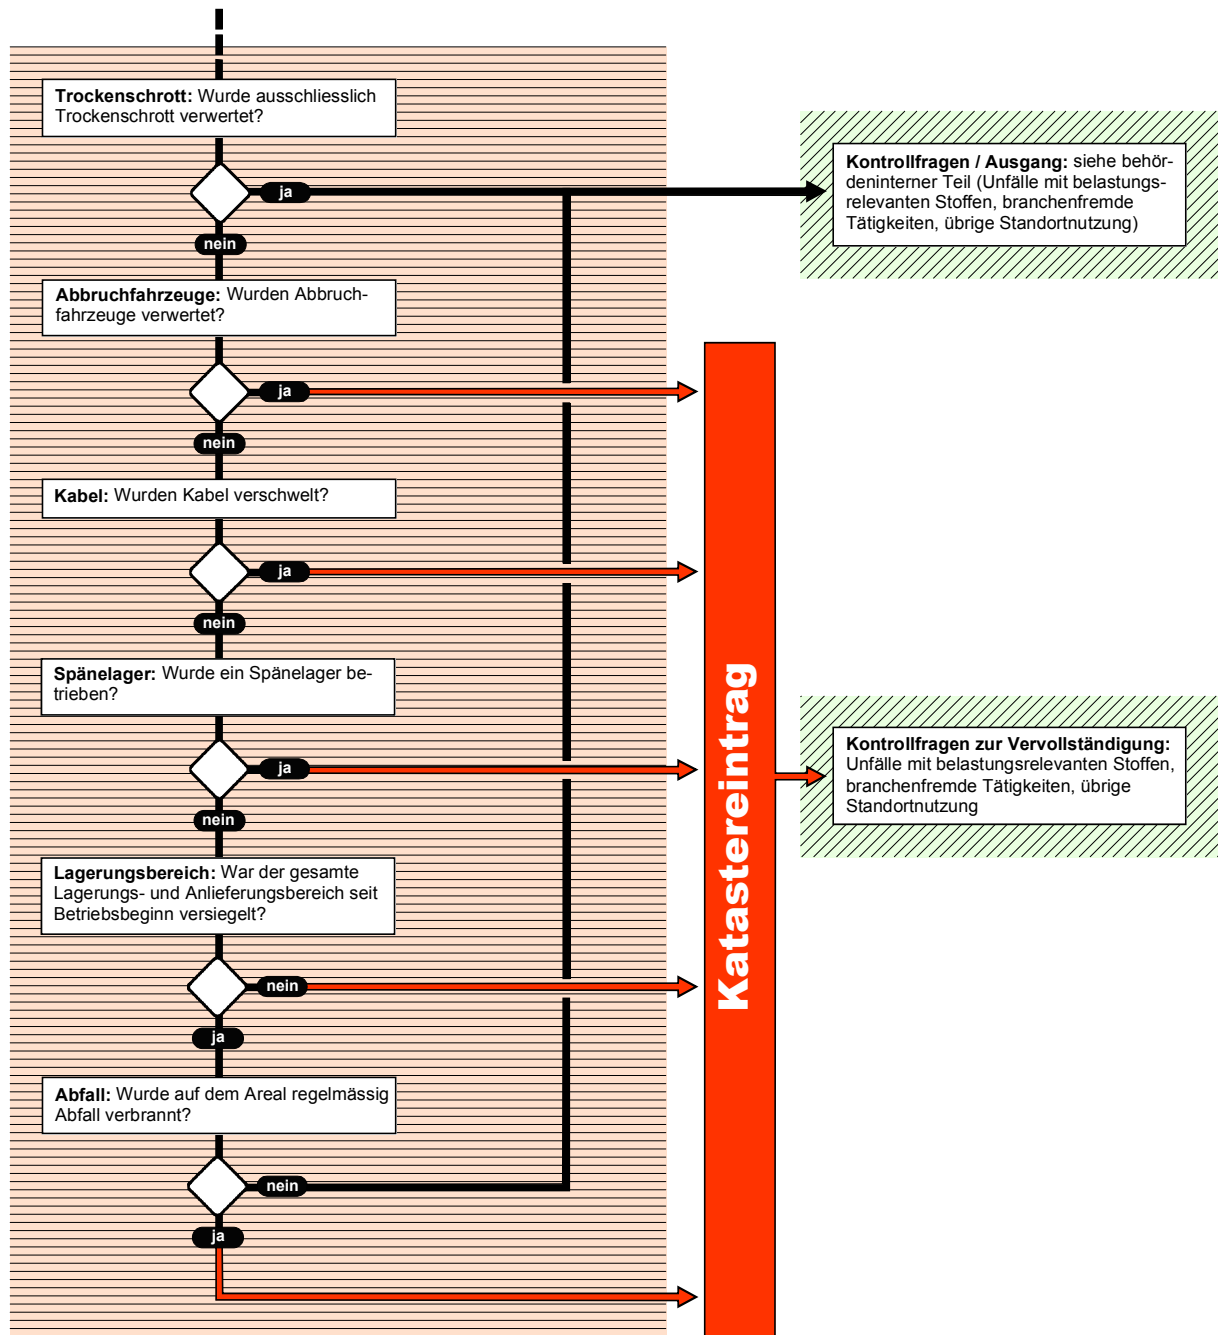 Trockenschrott: Wurde ausschliesslich
Trockenschrott verwertet?
ja
nein
Kontrollfragen / Ausgang: siehe behör-
deninterner Teil (Unfälle mit belastungs-
relevanten Stoffen, branchenfremde
Tätigkeiten, übrige Standortnutzung)
Abbruchfahrzeuge: Wurden Abbruch-
fahrzeuge verwertet?
ja
nein
Kabel: Wurden Kabel verschwelt?
ja
nein
Spänelager: Wurde ein Spänelager be-
trieben?
ja
nein
Lagerungsbereich: War der gesamte
Lagerungs- und Anlieferungsbereich seit
Betriebsbeginn versiegelt?
nein
ja
Abfall: Wurde auf dem Areal regelmässig
Abfall verbrannt?
nein
ja
Katastereintrag
Kontrollfragen zur Vervollständigung:
Unfälle mit belastungsrelevanten Stoffen,
branchenfremde Tätigkeiten, übrige
Standortnutzung